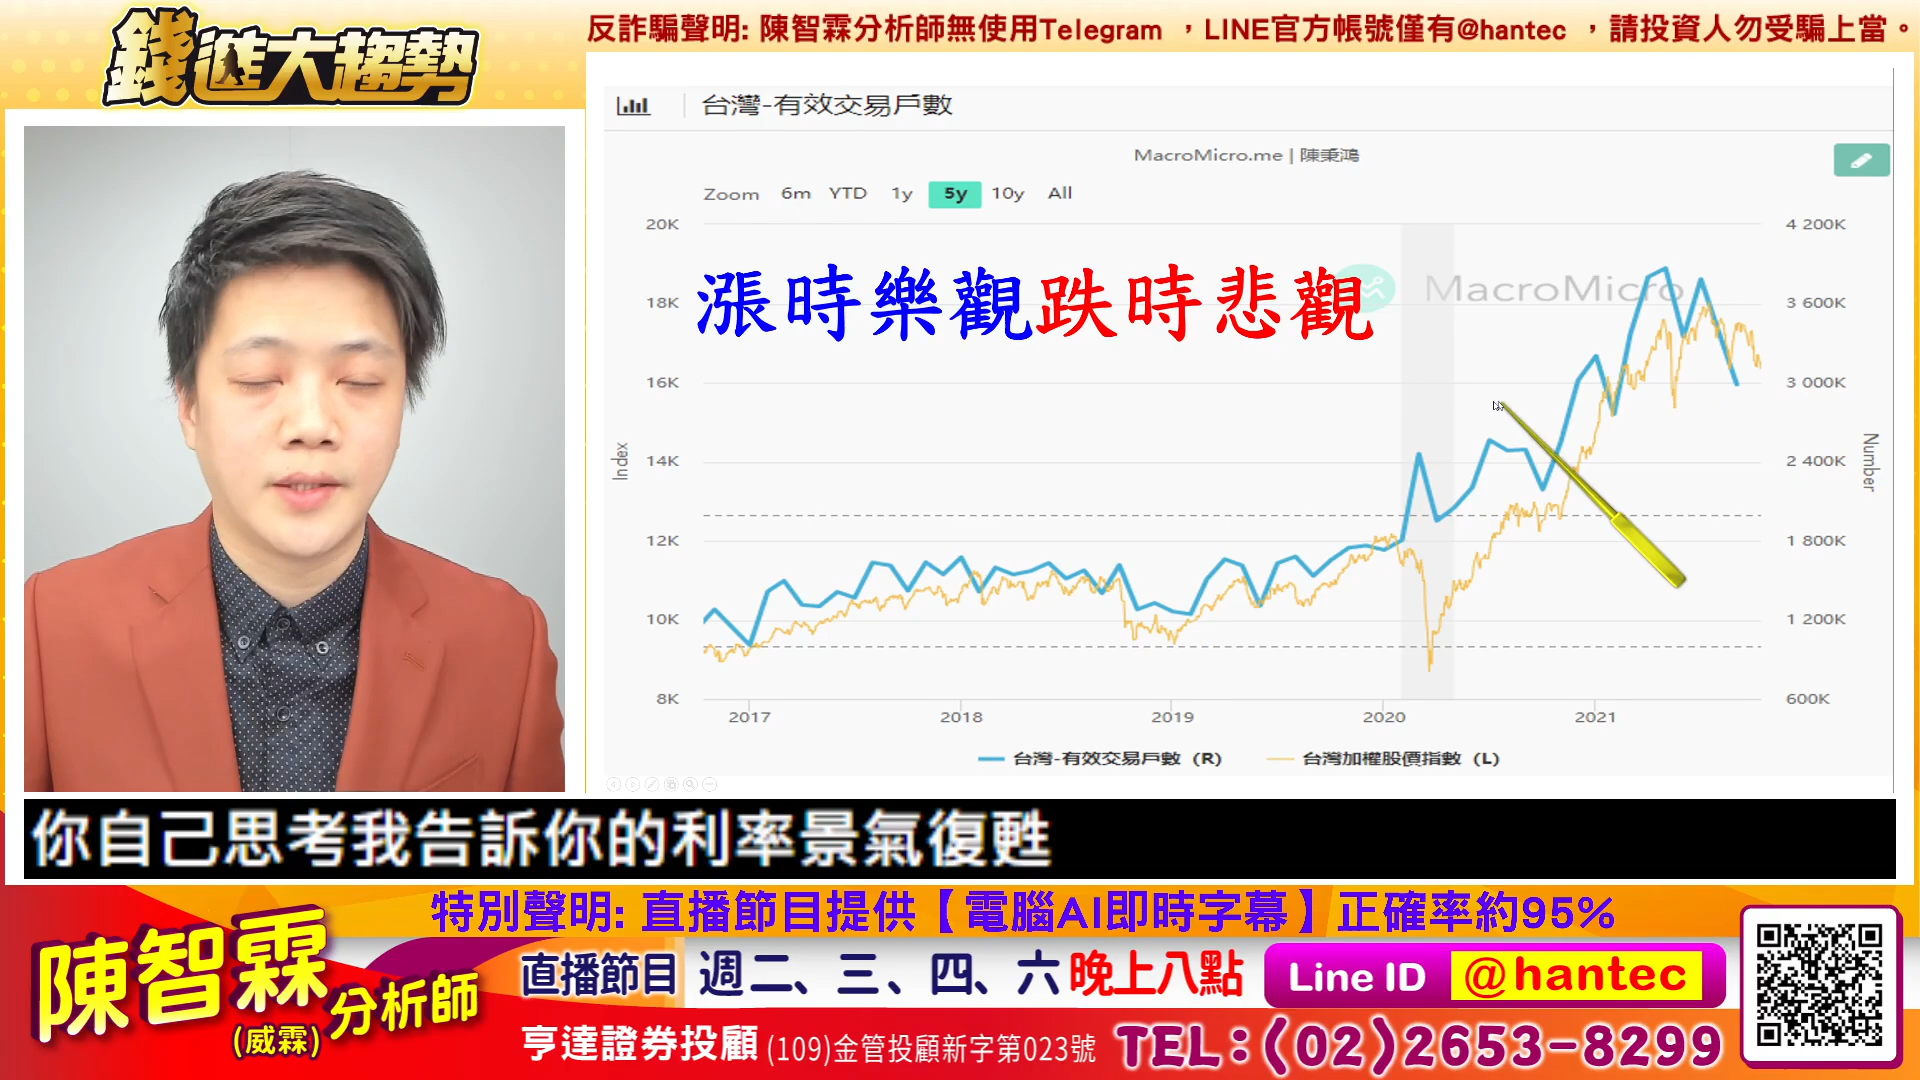 錢進大趨勢
反詐騙聲明: 陳智霖分析師無使用Telegram ，LINE官方帳號僅有@hantec ，請投資人勿受騙上當。
台灣-有效交易戶數
MacroMicro.me | 陳秉鴻
Zoom 6m YTD 1y 5y 10y All
20K
4 200K
漲時樂觀跌時悲觀
MacroMicro
18K
3 600K
16K
3 000K
Index
Number
14K
2 400K
12K
1 800K
10K
1 200K
8K
600K
2017 2018 2019 2020 2021
台灣-有效交易戶數 (R) 台灣加權股價指數 (L)
你自己思考我告訴你的利率景氣復甦
特別聲明: 直播節目提供【電腦AI即時字幕】正確率約95%
陳智霖分析師
(威霖)
直播節目 週二、三、四、六晚上八點
Line ID @hantec
亨達證券投顧 (109)金管投顧新字第023號 TEL:(02)2653-8299